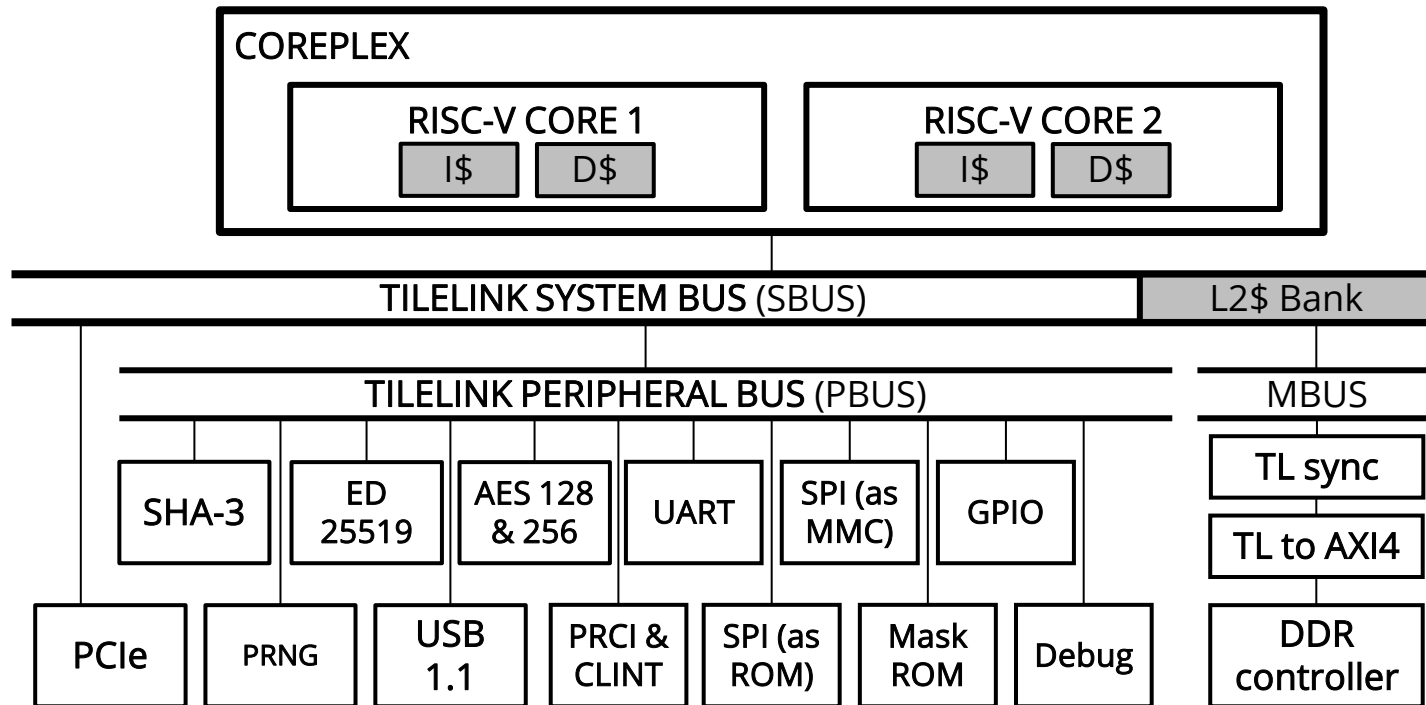 COREPLEX
RISC-V CORE 1
I$
D$
RISC-V CORE 2
I$
D$
TILELINK SYSTEM BUS (SBUS)
L2$ Bank
TILELINK PERIPHERAL BUS (PBUS)
MBUS
SHA-3
ED
25519
AES 128
& 256
UART
SPI (as
MMC)
GPIO
TL sync
TL to AXI4
PCIe
PRNG
USB
1.1
PRCI &
CLINT
SPI (as
ROM)
Mask
ROM
Debug
DDR
controller